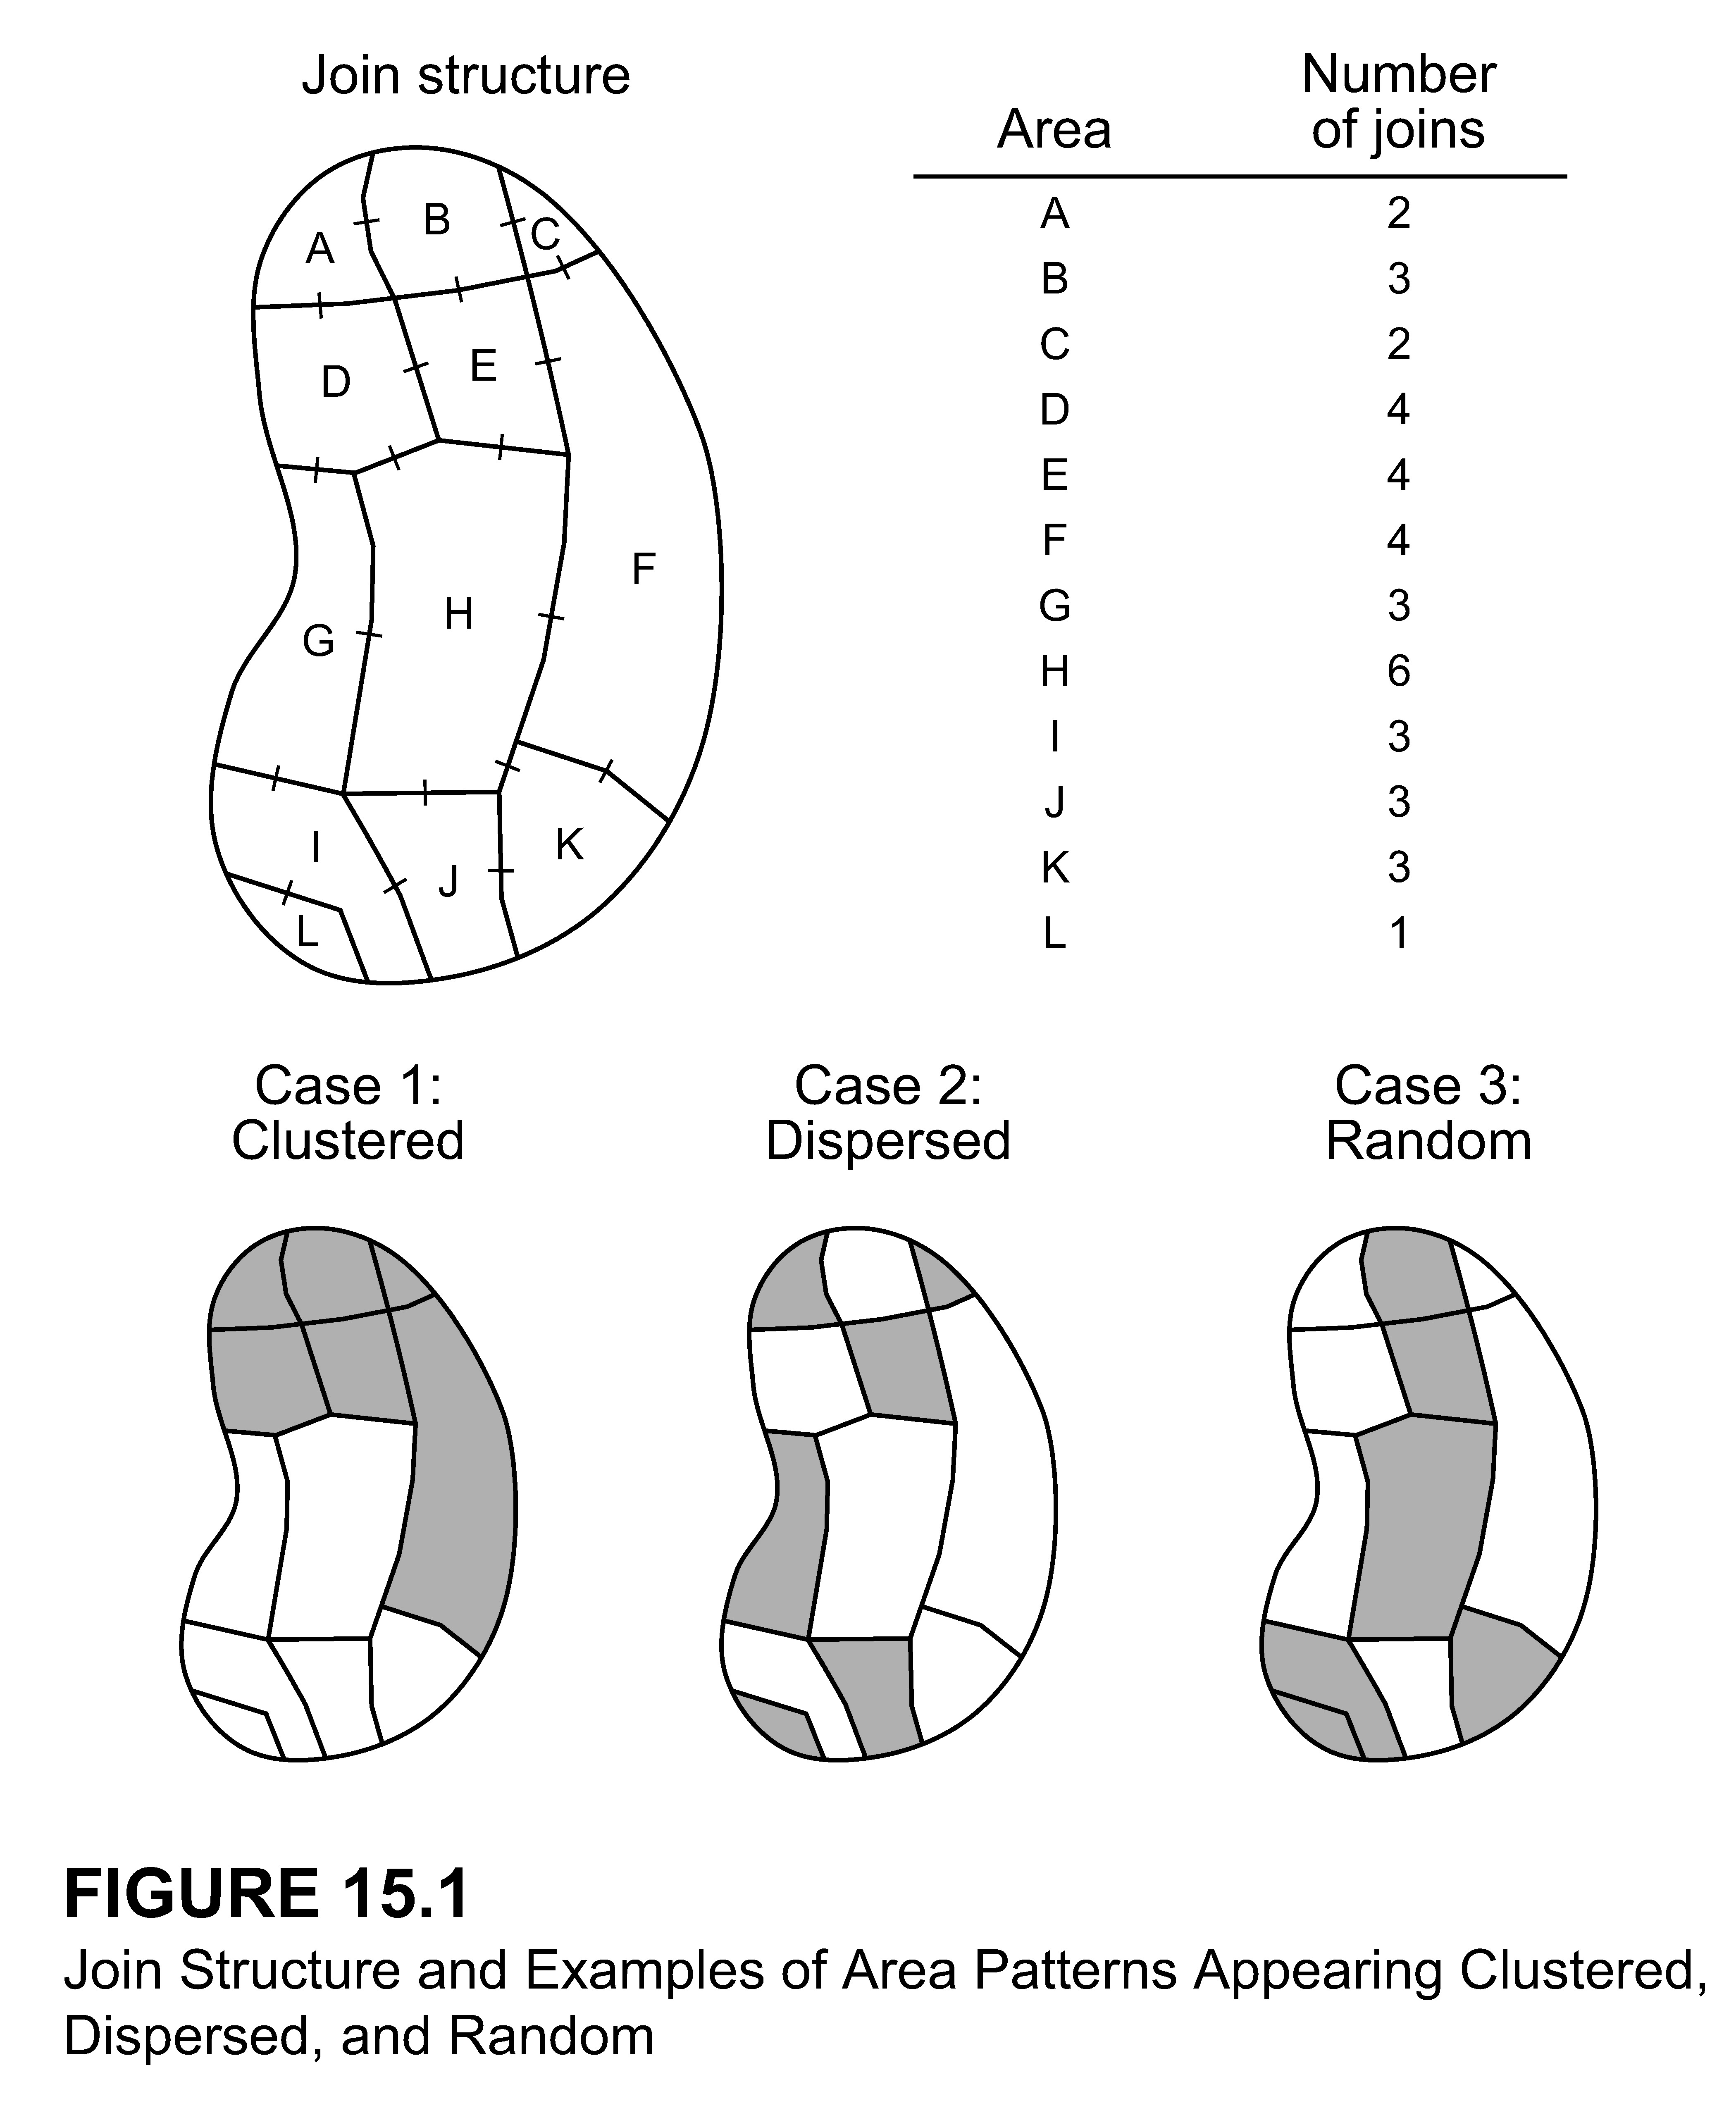 Join structure
A
B
C
D
E
F
G
H
I
J
K
L
Area Number of joins
A 2
B 3
C 2
D 4
E 4
F 4
G 3
H 6
I 3
J 3
K 3
L 1
Case 1:
Clustered
Case 2:
Dispersed
Case 3:
Random
FIGURE 15.1
Join Structure and Examples of Area Patterns Appearing Clustered,
Dispersed, and Random